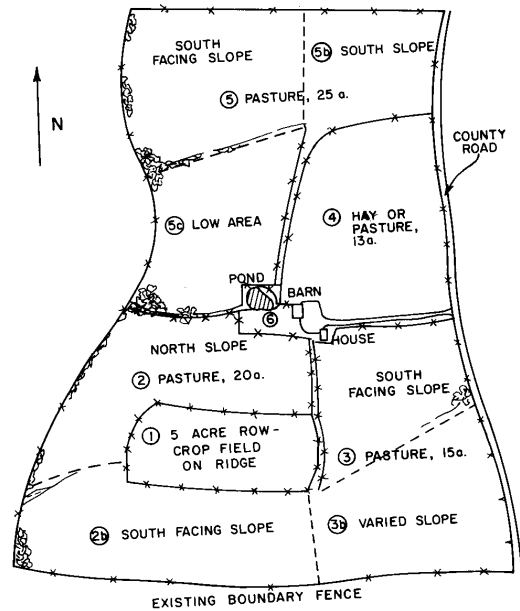 SOUTH
FACING SLOPE
5b SOUTH SLOPE
5 PASTURE, 25 a.
N
COUNTY
ROAD
4 HAY OR
PASTURE,
13a.
5c LOW AREA
POND
BARN
6
HOUSE
NORTH SLOPE
2 PASTURE, 20a.
SOUTH
FACING SLOPE
1 5 ACRE ROW-
CROP FIELD
ON RIDGE
3 PASTURE, 15a.
2b SOUTH FACING SLOPE
3b VARIED SLOPE
EXISTING BOUNDARY FENCE